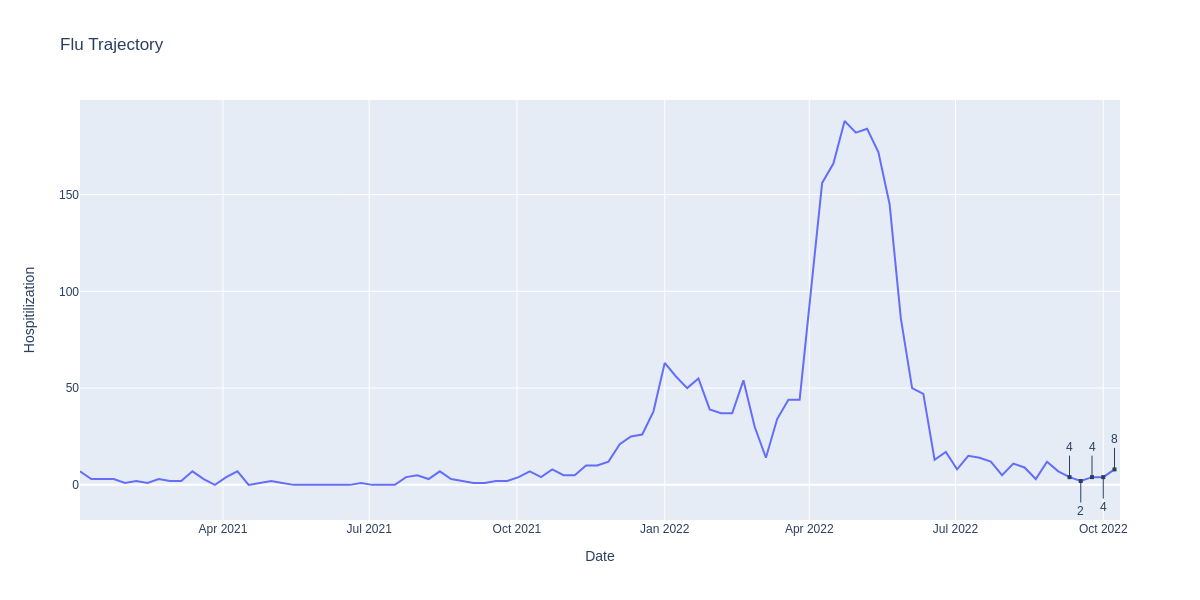 Flu Trajectory
Hospitilization
150
100
50
0
4
4
8
2
4
Apr 2021
Jul 2021
Oct 2021
Jan 2022
Apr 2022
Jul 2022
Oct 2022
Date